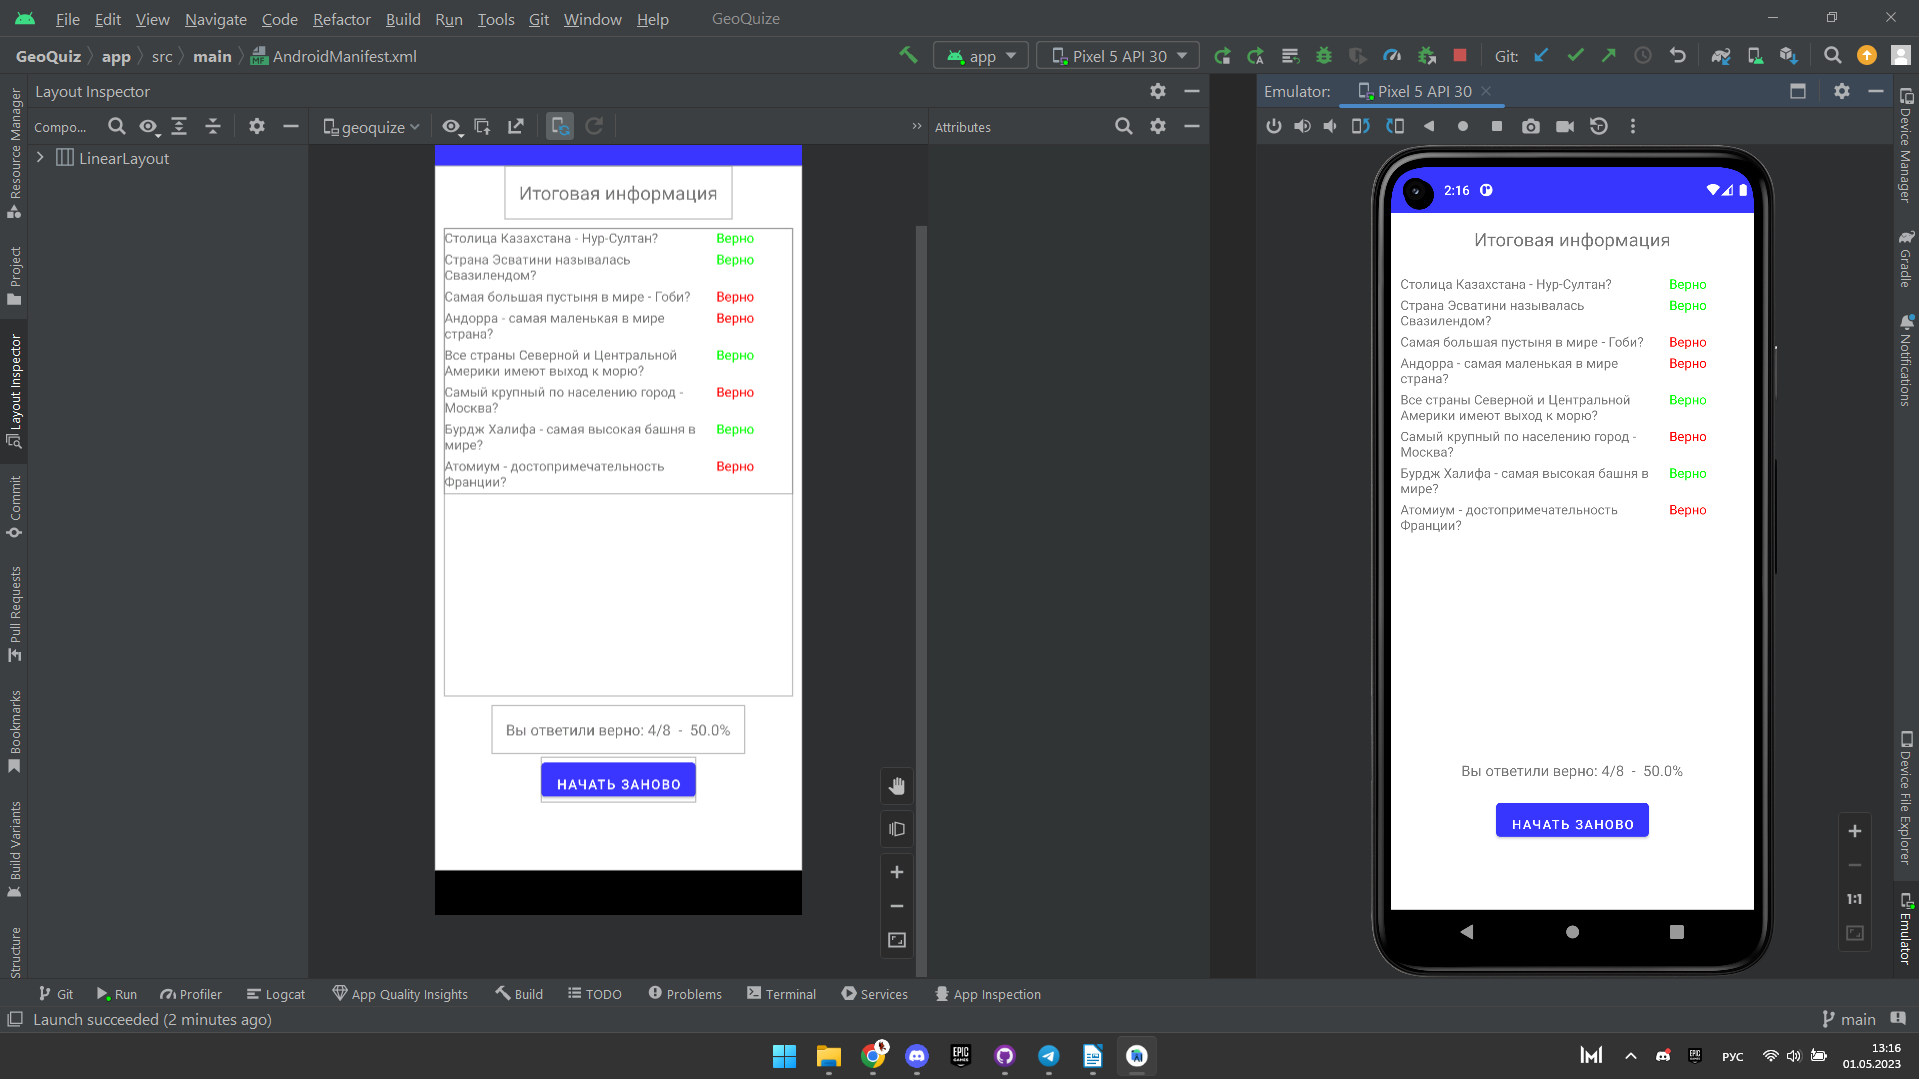 File Edit View Navigate Code Refactor Build Run Tools Git Window Help GeoQuize
GeoQuiz app src main AndroidManifest.xml app Pixel 5 API 30 Git:
Layout Inspector
Emulator: Pixel 5 API 30
Compo... geoquize Attributes
LinearLayout
Resource Manager
Project
Layout Inspector
Commit
Pull Requests
Bookmarks
Build Variants
Structure
Итоговая информация
Столица Казахстана - Нур-Султан? Верно
Страна Эсватини называлась Верно
Свазилендом?
Самая большая пустыня в мире - Гоби? Верно
Андорра - самая маленькая в мире Верно
страна?
Все страны Северной и Центральной Верно
Америки имеют выход к морю?
Самый крупный по населению город - Верно
Москва?
Бурдж Халифа - самая высокая башня в Верно
мире?
Атомиум - достопримечательность Верно
Франции?
Вы ответили верно: 4/8 - 50.0%
НАЧАТЬ ЗАНОВО
2:16
Итоговая информация
Столица Казахстана - Нур-Султан? Верно
Страна Эсватини называлась Верно
Свазилендом?
Самая большая пустыня в мире - Гоби? Верно
Андорра - самая маленькая в мире Верно
страна?
Все страны Северной и Центральной Верно
Америки имеют выход к морю?
Самый крупный по населению город - Верно
Москва?
Бурдж Халифа - самая высокая башня в Верно
мире?
Атомиум - достопримечательность Верно
Франции?
Вы ответили верно: 4/8 - 50.0%
НАЧАТЬ ЗАНОВО
1:1
Device Manager
Gradle
Notifications
Device File Explorer
Emulator
Git Run Profiler Logcat App Quality Insights Build TODO Problems Terminal Services App Inspection
Launch succeeded (2 minutes ago) main
EPIC GAMES
РУС
13:16
01.05.2023